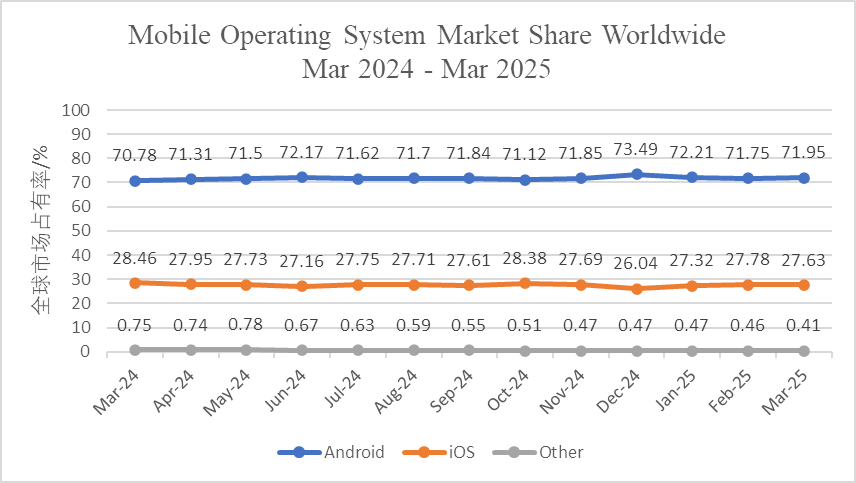 Mobile Operating System Market Share Worldwide
Mar 2024 - Mar 2025
全球市场占有率/%
100
90
80
70.78 71.31 71.5 72.17 71.62 71.7 71.84 71.12 71.85 73.49 72.21 71.75 71.95
70
60
50
40
28.46 27.95 27.73 27.16 27.75 27.71 27.61 28.38 27.69 26.04 27.32 27.78 27.63
30
20
10
0.75 0.74 0.78 0.67 0.63 0.59 0.55 0.51 0.47 0.47 0.47 0.46 0.41
0
Mar-24 Apr-24 May-24 Jun-24 Jul-24 Aug-24 Sep-24 Oct-24 Nov-24 Dec-24 Jan-25 Feb-25 Mar-25
Android iOS Other